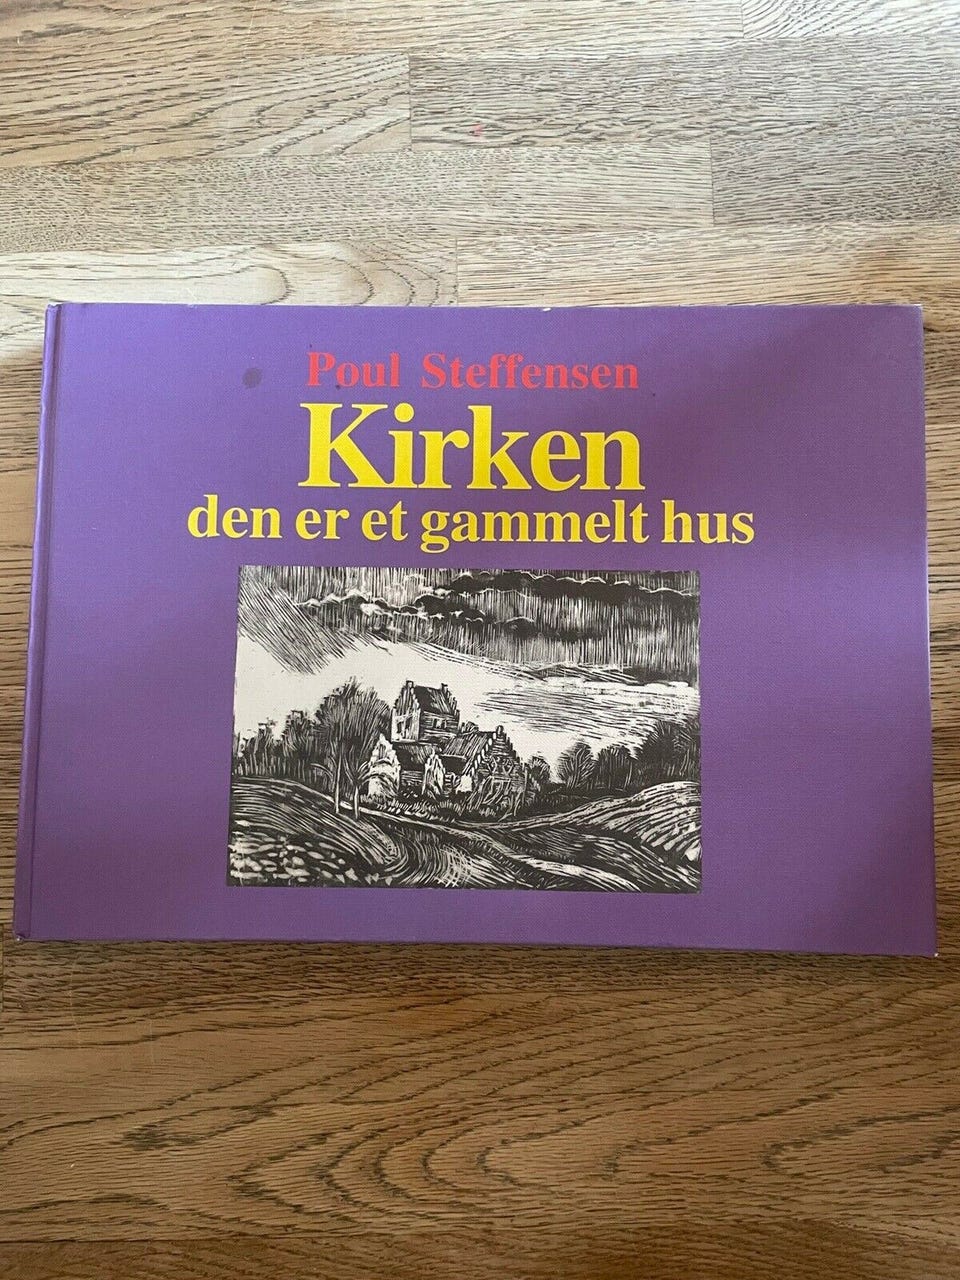 Poul Steffensen
Kirken
den er et gammelt hus